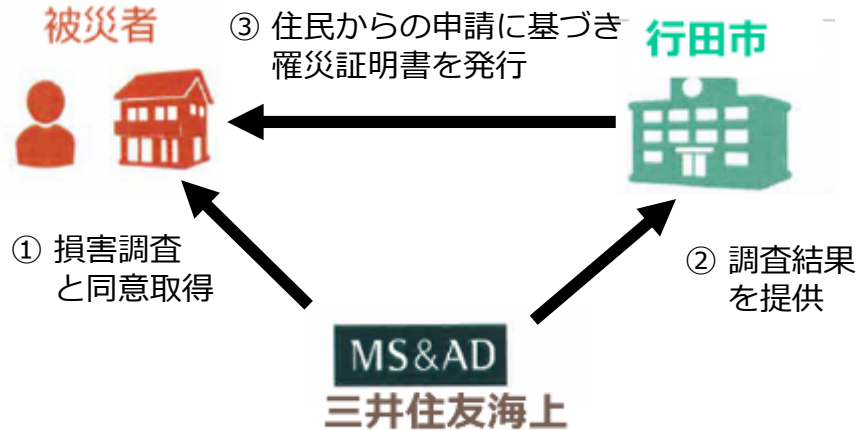 被災者
③ 住民からの申請に基づき
罹災証明書を発行
行田市
① 損害調査
と同意取得
② 調査結果
を提供
MS&AD
三井住友海上